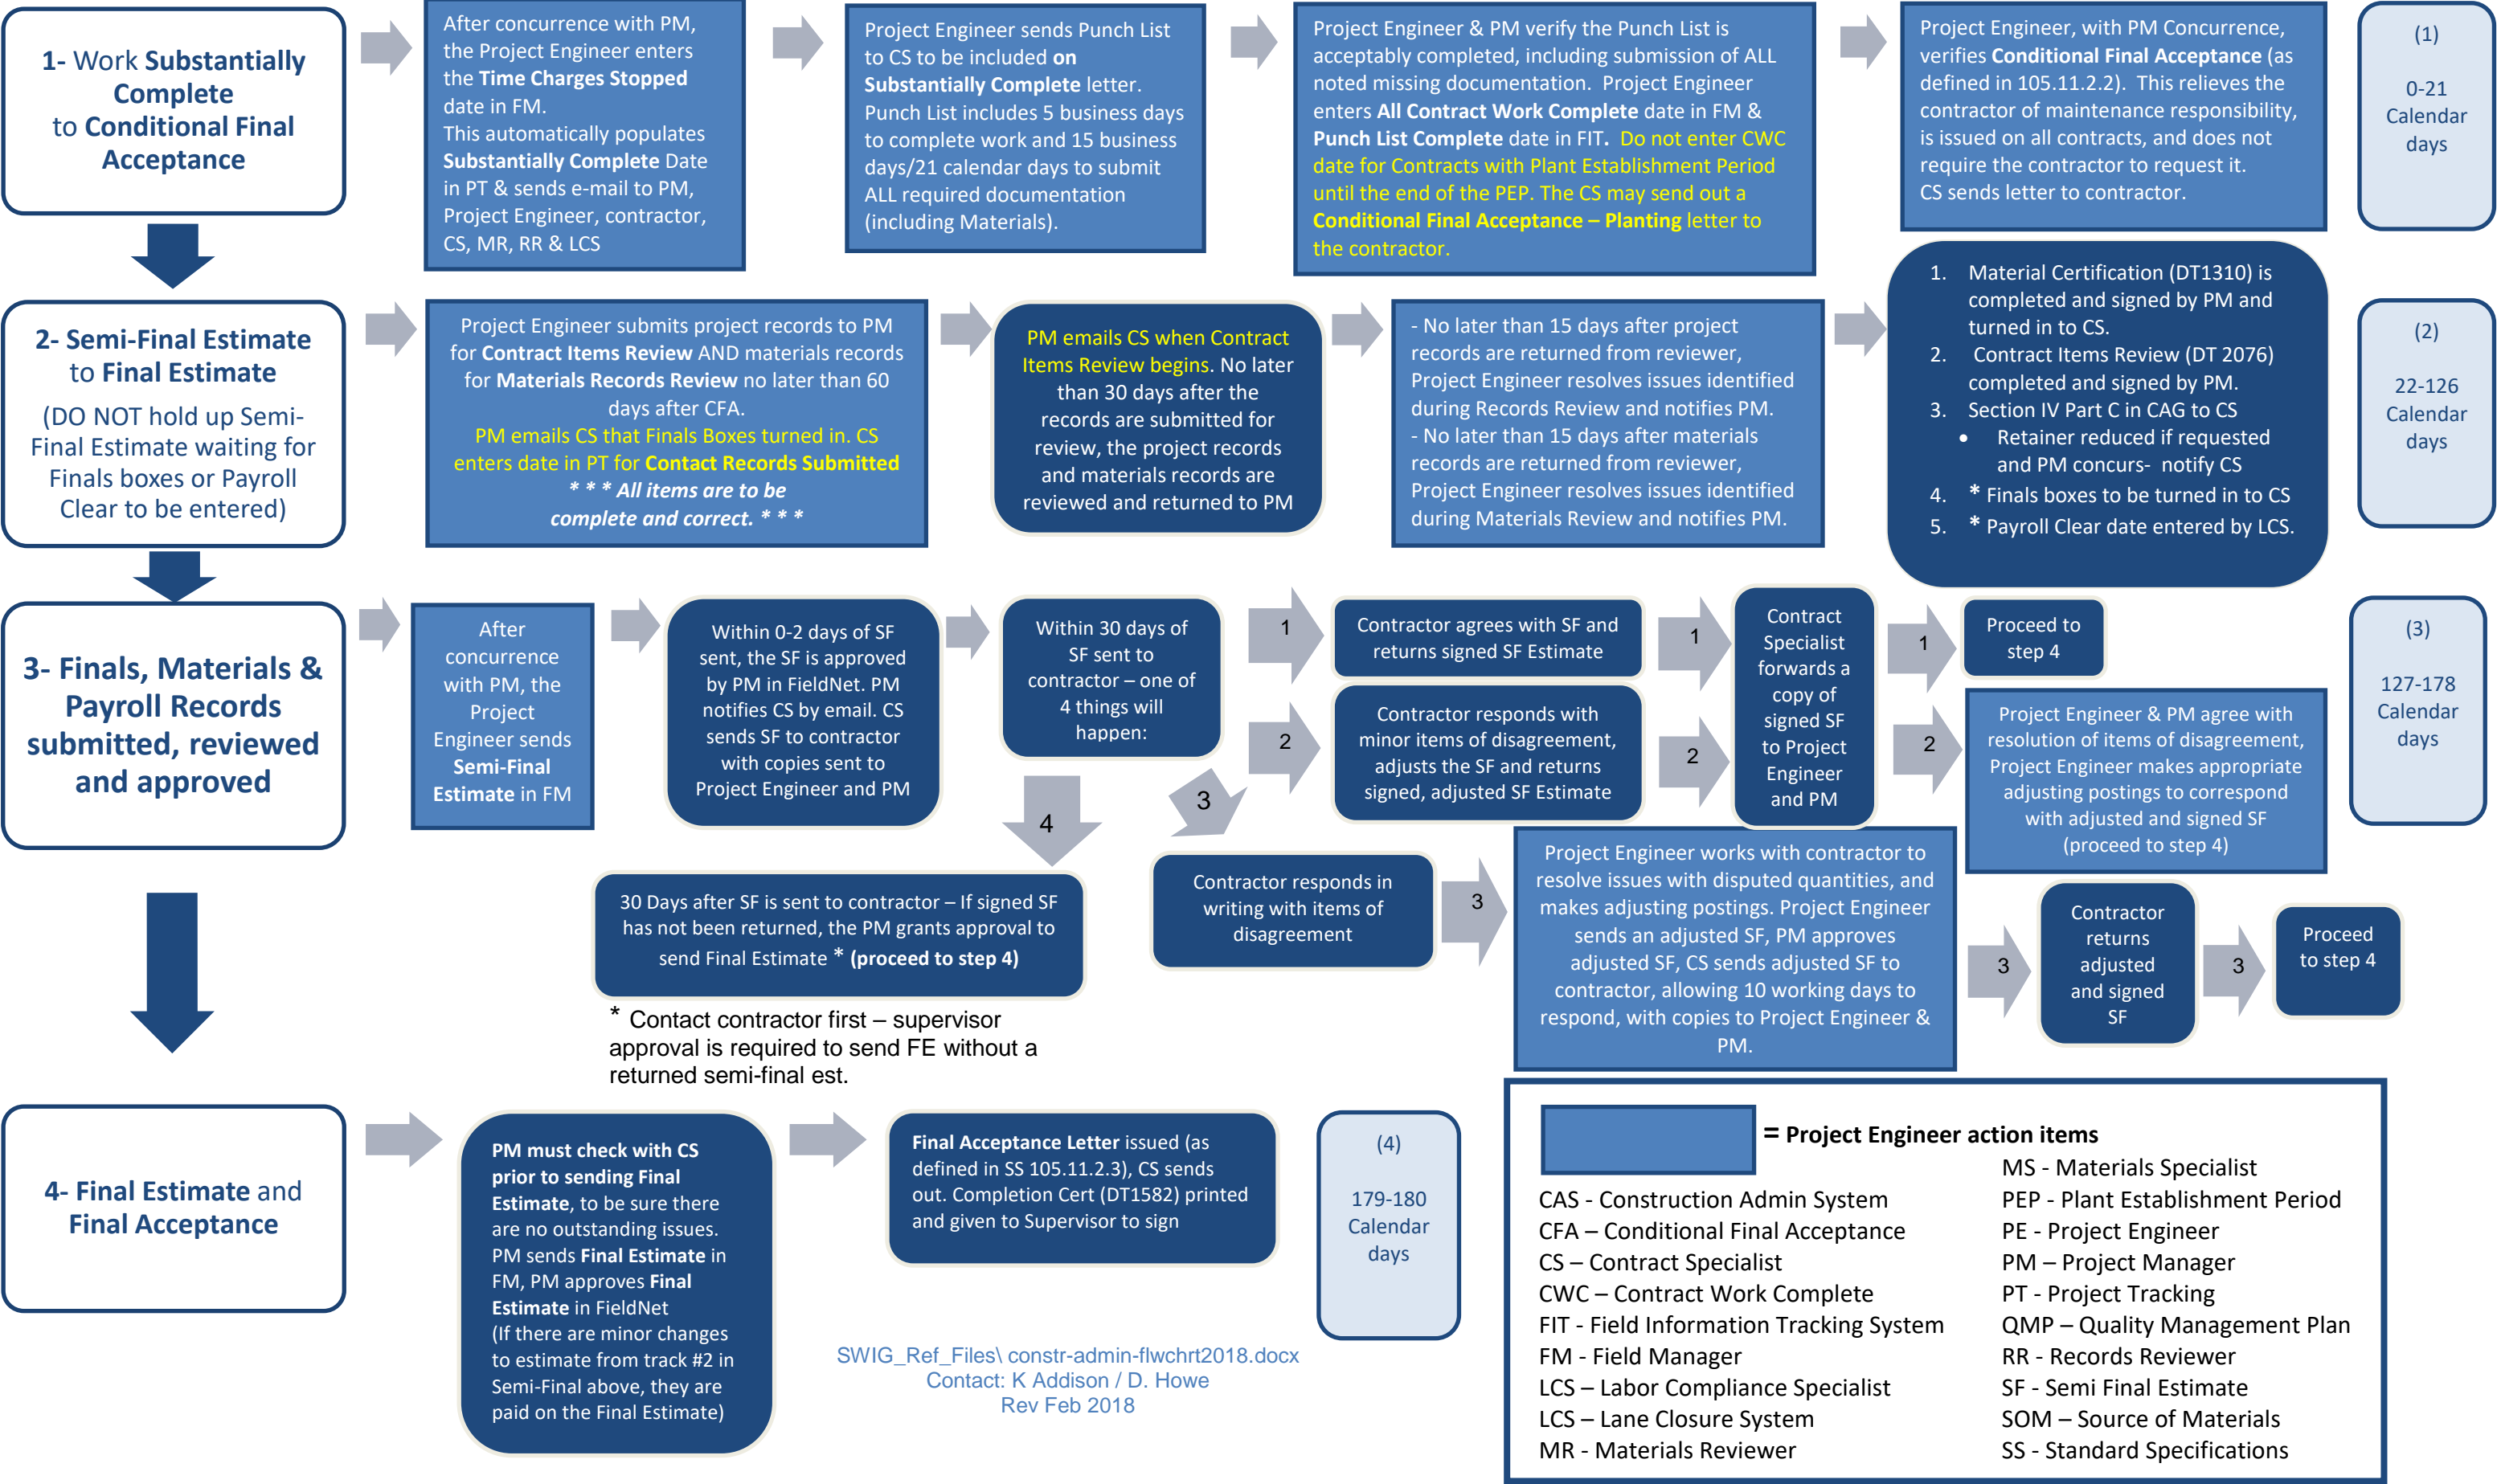 1- Work Substantially
Complete
to Conditional Final
Acceptance
After concurrence with PM,
the Project Engineer enters
the Time Charges Stopped
date in FM.
This automatically populates
Substantially Complete Date
in PT & sends e-mail to PM,
Project Engineer, contractor,
CS, MR, RR & LCS
Project Engineer sends Punch List
to CS to be included on
Substantially Complete letter.
Punch List includes 5 business days
to complete work and 15 business
days/21 calendar days to submit
ALL required documentation
(including Materials).
Project Engineer & PM verify the Punch List is
acceptably completed, including submission of ALL
noted missing documentation. Project Engineer
enters All Contract Work Complete date in FM &
Punch List Complete date in FIT. Do not enter CWC
date for Contracts with Plant Establishment Period
until the end of the PEP. The CS may send out a
Conditional Final Acceptance – Planting letter to
the contractor.
Project Engineer, with PM Concurrence,
verifies Conditional Final Acceptance (as
defined in 105.11.2.2). This relieves the
contractor of maintenance responsibility,
is issued on all contracts, and does not
require the contractor to request it.
CS sends letter to contractor.
(1)
0-21
Calendar
days
2- Semi-Final Estimate
to Final Estimate
(DO NOT hold up Semi-
Final Estimate waiting for
Finals boxes or Payroll
Clear to be entered)
Project Engineer submits project records to PM
for Contract Items Review AND materials records
for Materials Records Review no later than 60
days after CFA.
PM emails CS that Finals Boxes turned in. CS
enters date in PT for Contact Records Submitted
* * * All items are to be
complete and correct. * * *
PM emails CS when Contract
Items Review begins. No later
than 30 days after the
records are submitted for
review, the project records
and materials records are
reviewed and returned to PM
- No later than 15 days after project
records are returned from reviewer,
Project Engineer resolves issues identified
during Records Review and notifies PM.
- No later than 15 days after materials
records are returned from reviewer,
Project Engineer resolves issues identified
during Materials Review and notifies PM.
1. Material Certification (DT1310) is
completed and signed by PM and
turned in to CS.
2. Contract Items Review (DT 2076)
completed and signed by PM.
3. Section IV Part C in CAG to CS
• Retainer reduced if requested
and PM concurs- notify CS
4. * Finals boxes to be turned in to CS
5. * Payroll Clear date entered by LCS.
(2)
22-126
Calendar
days
3- Finals, Materials &
Payroll Records
submitted, reviewed
and approved
After
concurrence
with PM, the
Project
Engineer sends
Semi-Final
Estimate in FM
Within 0-2 days of SF
sent, the SF is approved
by PM in FieldNet. PM
notifies CS by email. CS
sends SF to contractor
with copies sent to
Project Engineer and PM
Within 30 days of
SF sent to
contractor – one of
4 things will
happen:
1
Contractor agrees with SF and
returns signed SF Estimate
1
Contract
Specialist
forwards a
copy of
signed SF
to Project
Engineer
and PM
1
Proceed to
step 4
2
Contractor responds with
minor items of disagreement,
adjusts the SF and returns
signed, adjusted SF Estimate
2
2
Project Engineer & PM agree with
resolution of items of disagreement,
Project Engineer makes appropriate
adjusting postings to correspond
with adjusted and signed SF
(proceed to step 4)
(3)
127-178
Calendar
days
4
3
30 Days after SF is sent to contractor – If signed SF
has not been returned, the PM grants approval to
send Final Estimate * (proceed to step 4)
* Contact contractor first – supervisor
approval is required to send FE without a
returned semi-final est.
Contractor responds in
writing with items of
disagreement
3
Project Engineer works with contractor to
resolve issues with disputed quantities, and
makes adjusting postings. Project Engineer
sends an adjusted SF, PM approves
adjusted SF, CS sends adjusted SF to
contractor, allowing 10 working days to
respond, with copies to Project Engineer &
PM.
3
Contractor
returns
adjusted
and signed
SF
3
Proceed
to step 4
4- Final Estimate and
Final Acceptance
PM must check with CS
prior to sending Final
Estimate, to be sure there
are no outstanding issues.
PM sends Final Estimate in
FM, PM approves Final
Estimate in FieldNet
(If there are minor changes
to estimate from track #2 in
Semi-Final above, they are
paid on the Final Estimate)
Final Acceptance Letter issued (as
defined in SS 105.11.2.3), CS sends
out. Completion Cert (DT1582) printed
and given to Supervisor to sign
(4)
179-180
Calendar
days
SWIG_Ref_Files\ constr-admin-flwchrt2018.docx
Contact: K Addison / D. Howe
Rev Feb 2018
= Project Engineer action items
CAS - Construction Admin System
CFA – Conditional Final Acceptance
CS – Contract Specialist
CWC – Contract Work Complete
FIT - Field Information Tracking System
FM - Field Manager
LCS – Labor Compliance Specialist
LCS – Lane Closure System
MR - Materials Reviewer
MS - Materials Specialist
PEP - Plant Establishment Period
PE - Project Engineer
PM – Project Manager
PT - Project Tracking
QMP – Quality Management Plan
RR - Records Reviewer
SF - Semi Final Estimate
SOM – Source of Materials
SS - Standard Specifications